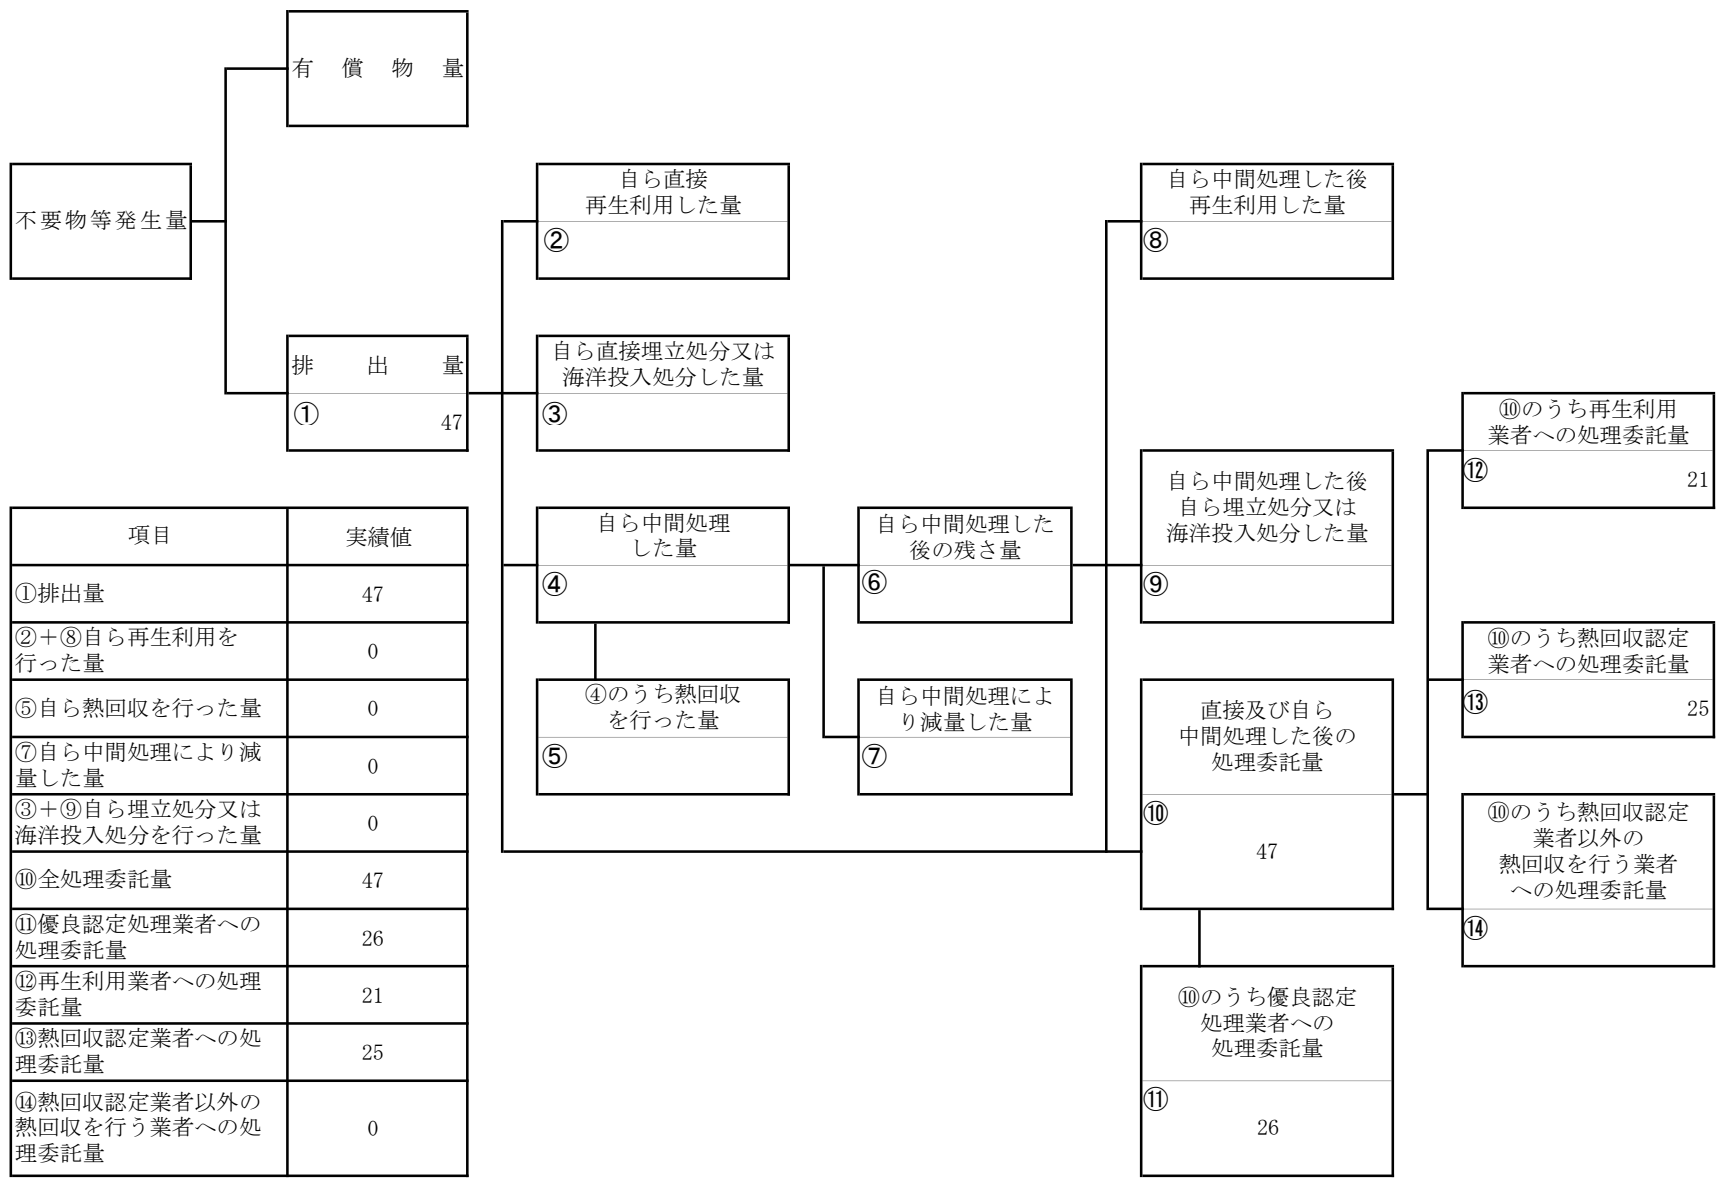 有償物量
不要物等発生量
排出量
①
47
自ら直接
再生利用した量
②
自ら直接埋立処分又は
海洋投入処分した量
③
自ら中間処理
した量
④
④のうち熱回収
を行った量
⑤
自ら中間処理した
後の残さ量
⑥
自ら中間処理によ
り減量した量
⑦
自ら中間処理した後
再生利用した量
⑧
自ら中間処理した後
自ら埋立処分又は
海洋投入処分した量
⑨
直接及び自ら
中間処理した後の
処理委託量
⑩
47
⑩のうち優良認定
処理業者への
処理委託量
⑪
26
⑩のうち再生利用
業者への処理委託量
⑫
21
⑩のうち熱回収認定
業者への処理委託量
⑬
25
⑩のうち熱回収認定
業者以外の
熱回収を行う業者
への処理委託量
⑭
項目 実績値
①排出量 47
②+⑧自ら再生利用を
行った量 0
⑤自ら熱回収を行った量 0
⑦自ら中間処理により減
量した量 0
③+⑨自ら埋立処分又は
海洋投入処分を行った量 0
⑩全処理委託量 47
⑪優良認定処理業者への
処理委託量 26
⑫再生利用業者への処理
委託量 21
⑬熱回収認定業者への処
理委託量 25
⑭熱回収認定業者以外の
熱回収を行う業者への処
理委託量 0